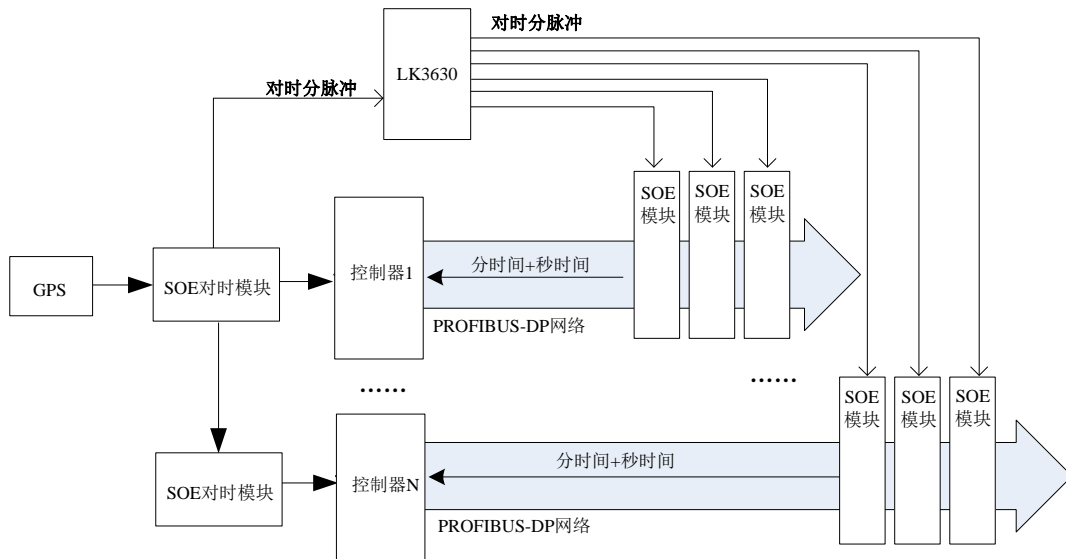 对时分脉冲
LK3630
对时分脉冲
SOE
模块
SOE
模块
SOE
模块
GPS
SOE对时模块
控制器1
分时间+秒时间
PROFIBUS-DP网络
……
……
SOE
模块
SOE
模块
SOE
模块
SOE对时模块
控制器N
分时间+秒时间
PROFIBUS-DP网络